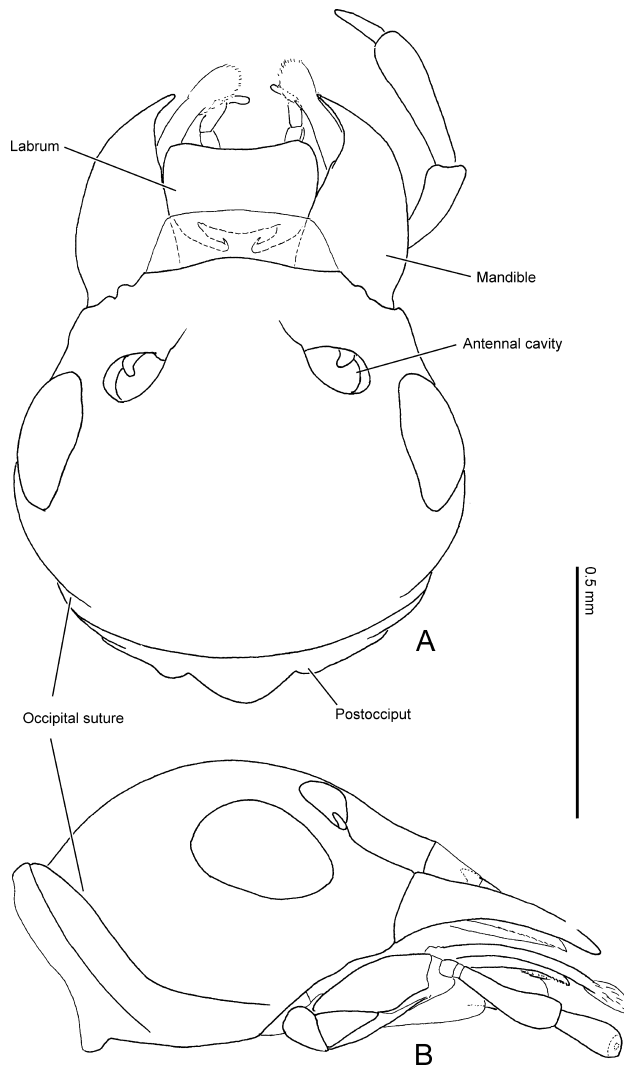 Labrum
Mandible
Antennal cavity
0.5 mm
A
Postocciput
Occipital suture
B